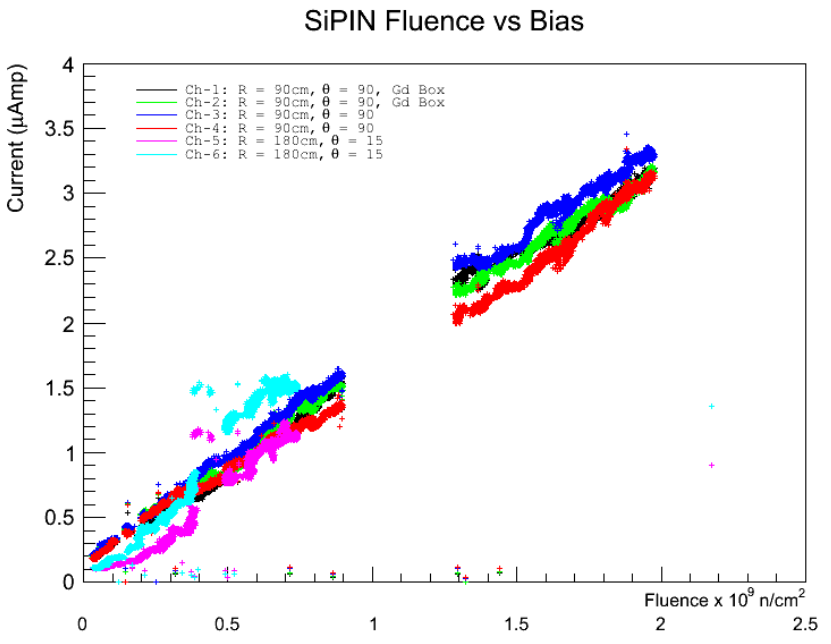 SiPIN Fluence vs Bias
Current (µAmp)
4
3.5
3
2.5
2
1.5
1
0.5
0
Ch-1: R = 90cm, θ = 90, Gd Box
Ch-2: R = 90cm, θ = 90, Gd Box
Ch-3: R = 90cm, θ = 90
Ch-4: R = 90cm, θ = 90
Ch-5: R = 180cm, θ = 15
Ch-6: R = 180cm, θ = 15
0 0.5 1 1.5 2 2.5
Fluence x 10⁹ n/cm²